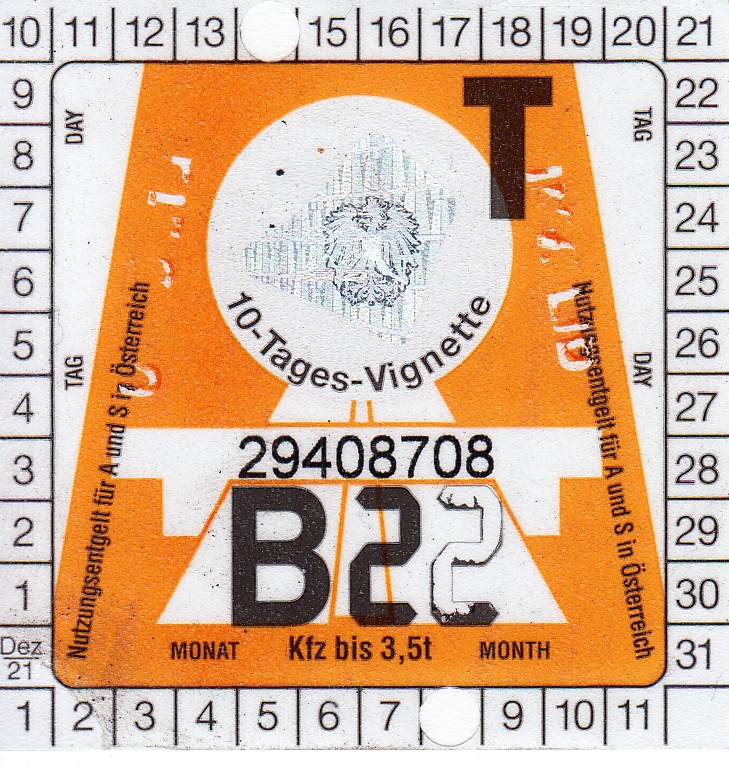 10 11 12 13 15 16 17 18 19 20 21
9 22
8 23
7 24
6 25
5 26
4 27
3 28
2 29
1 30
Dez 21 31
1 2 3 4 5 6 7 9 10 11
DAY
TAG
TAG
DAY
T
10-Tages-Vignette
Nutzungsentgelt für A und S in Österreich
Nutzungsentgelt für A und S in Österreich
29408708
B22
MONAT Kfz bis 3,5t MONTH